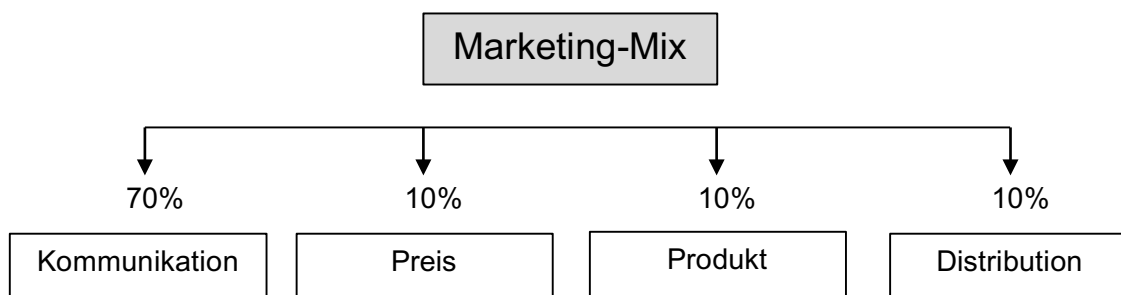 Marketing-Mix
70% 10% 10% 10%
Kommunikation Preis Produkt Distribution